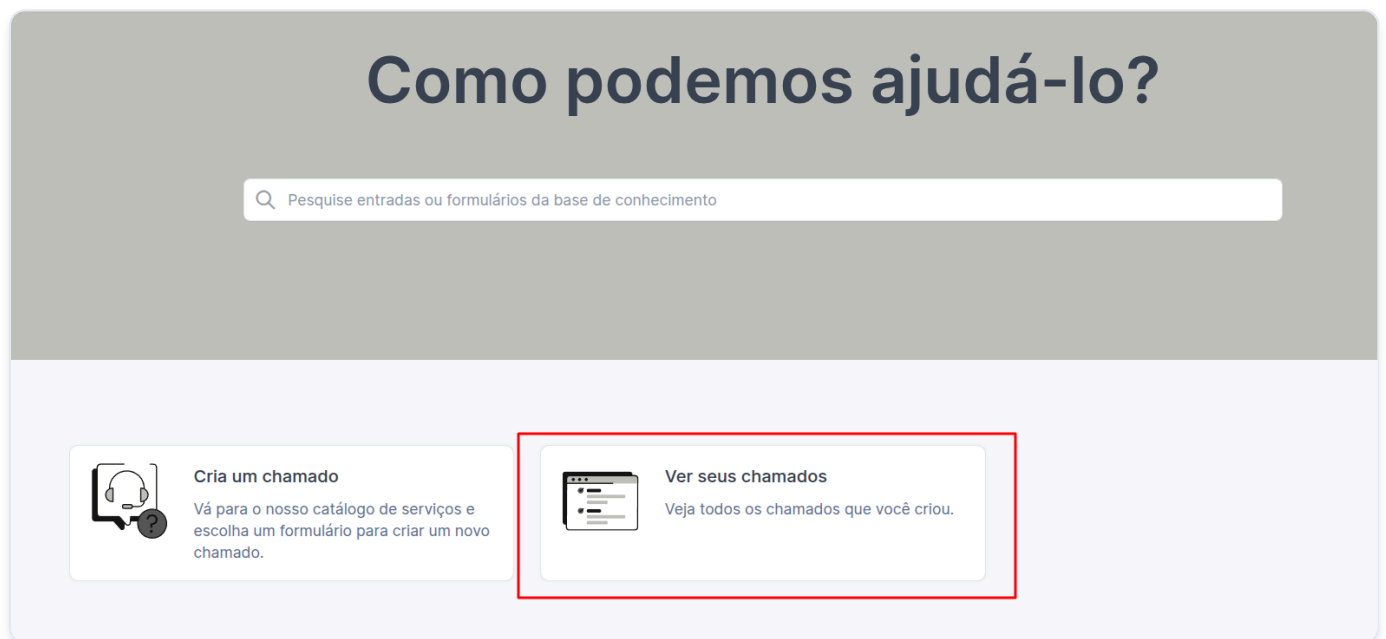 Como podemos ajudá-lo?
Pesquise entradas ou formulários da base de conhecimento
Cria um chamado
Vá para o nosso catálogo de serviços e
escolha um formulário para criar um novo
chamado.
Ver seus chamados
Veja todos os chamados que você criou.
?